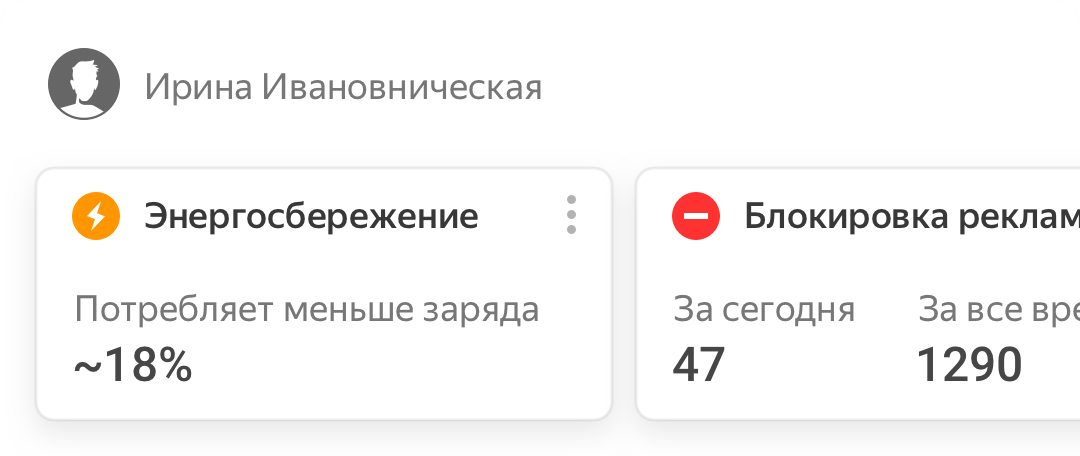 Ирина Ивановническая
Энергосбережение
Потребляет меньше заряда
~18%
Блокировка реклам
За сегодня
За все вре
47
1290